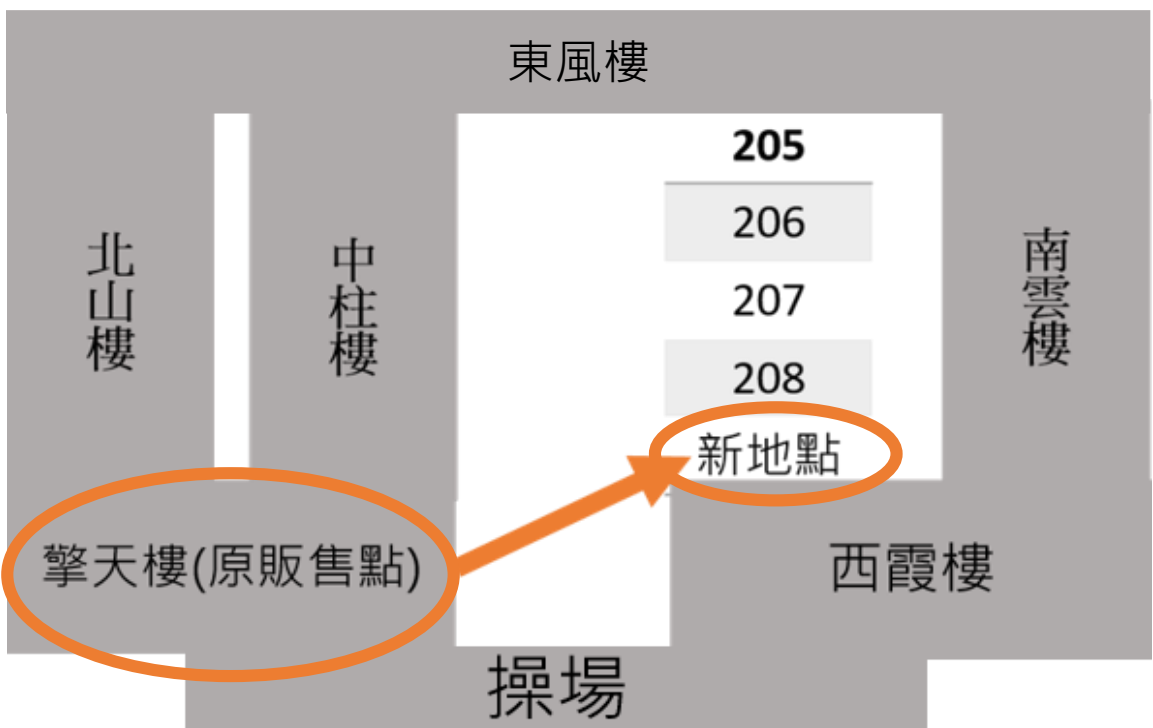 東風樓
205
206
207
208
新地點
北山樓
中柱樓
南雲樓
擎天樓(原販售點)
西霞樓
操場